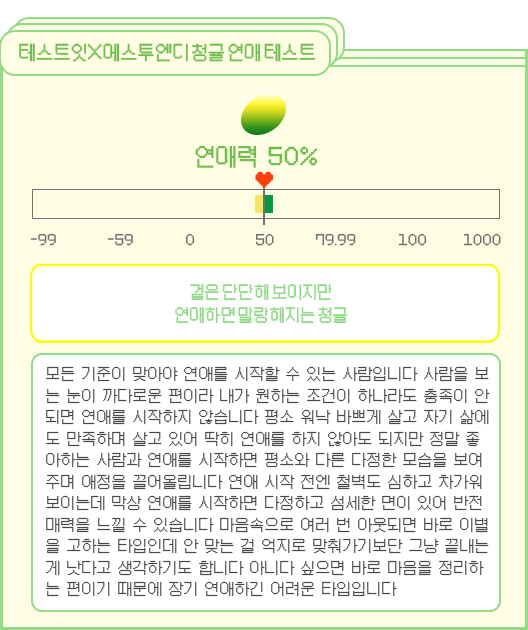 테스트잇X메스투엔디 청귤 연애 테스트
연애력 50%
-99 -59 0 50 79.99 100 1000
겉은 단단해 보이지만
연애하면 말랑해지는 청귤
모든 기준이 맞아야 연애를 시작할 수 있는 사람입니다 사람을 보
는 눈이 까다로운 편이라 내가 원하는 조건이 하나라도 충족이 안
되면 연애를 시작하지 않습니다 평소 워낙 바쁘게 살고 자기 삶에
도 만족하며 살고 있어 딱히 연애를 하지 않아도 되지만 정말 좋
아하는 사람과 연애를 시작하면 평소와 다른 다정한 모습을 보여
주며 애정을 끌어올립니다 연애 시작 전엔 철벽도 심하고 차가워
보이는데 막상 연애를 시작하면 다정하고 섬세한 면이 있어 반전
매력을 느낄 수 있습니다 마음속으로 여러 번 아웃되면 바로 이별
을 고하는 타입인데 안 맞는 걸 억지로 맞춰가기보단 그냥 끝내는
게 낫다고 생각하기도 합니다 아니다 싶으면 바로 마음을 정리하
는 편이기 때문에 장기 연애하긴 어려운 타입입니다